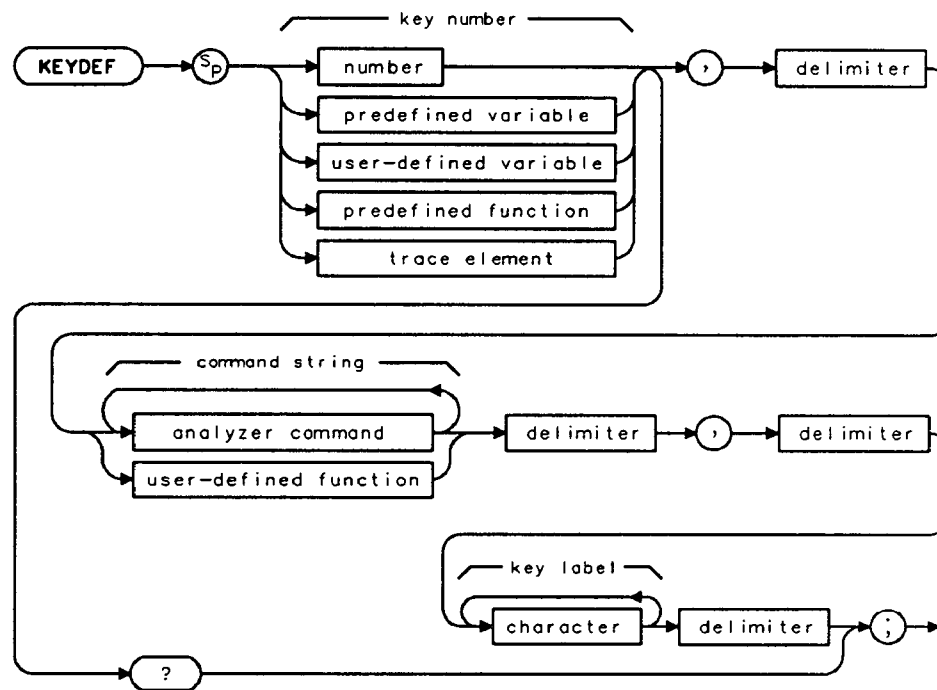 key number
KEYDEF Sp number , delimiter
predefined variable
user-defined variable
predefined function
trace element
command string
analyzer command delimiter , delimiter
user-defined function
key label
character delimiter ;
?